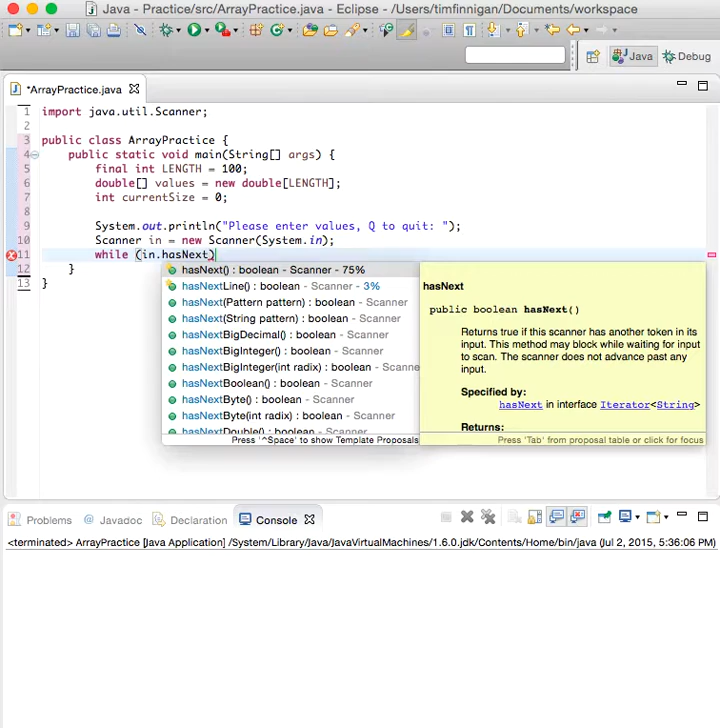 Java - Practice/src/ArrayPractice.java - Eclipse - /Users/timfinnigan/Documents/workspace
Java
Debug
*ArrayPractice.java
1 import java.util.Scanner;
2
3 public class ArrayPractice {
4 public static void main(String[] args) {
5 final int LENGTH = 100;
6 double[] values = new double[LENGTH];
7 int currentSize = 0;
8
9 System.out.println("Please enter values, Q to quit: ");
10 Scanner in = new Scanner(System.in);
11 while (in.hasNext)
12 }
13 }
hasNext() : boolean - Scanner - 75%
hasNextLine() : boolean - Scanner - 3%
hasNext(Pattern pattern) : boolean - Scanner
hasNext(String pattern) : boolean - Scanner
hasNextBigDecimal() : boolean - Scanner
hasNextBigInteger() : boolean - Scanner
hasNextBigInteger(int radix) : boolean - Scanne
hasNextBoolean() : boolean - Scanner
hasNextByte() : boolean - Scanner
hasNextByte(int radix) : boolean - Scanner
hasNextDouble() : boolean - Scanner
Press '^Space' to show Template Proposals
hasNext
public boolean hasNext()
Returns true if this scanner has another token in its
input. This method may block while waiting for input
to scan. The scanner does not advance past any
input.
Specified by:
hasNext in interface Iterator<String>
Returns:
Press 'Tab' from proposal table or click for focus
Problems
Javadoc
Declaration
Console
<terminated> ArrayPractice [Java Application] /System/Library/Java/JavaVirtualMachines/1.6.0.jdk/Contents/Home/bin/java (Jul 2, 2015, 5:36:06 PM)